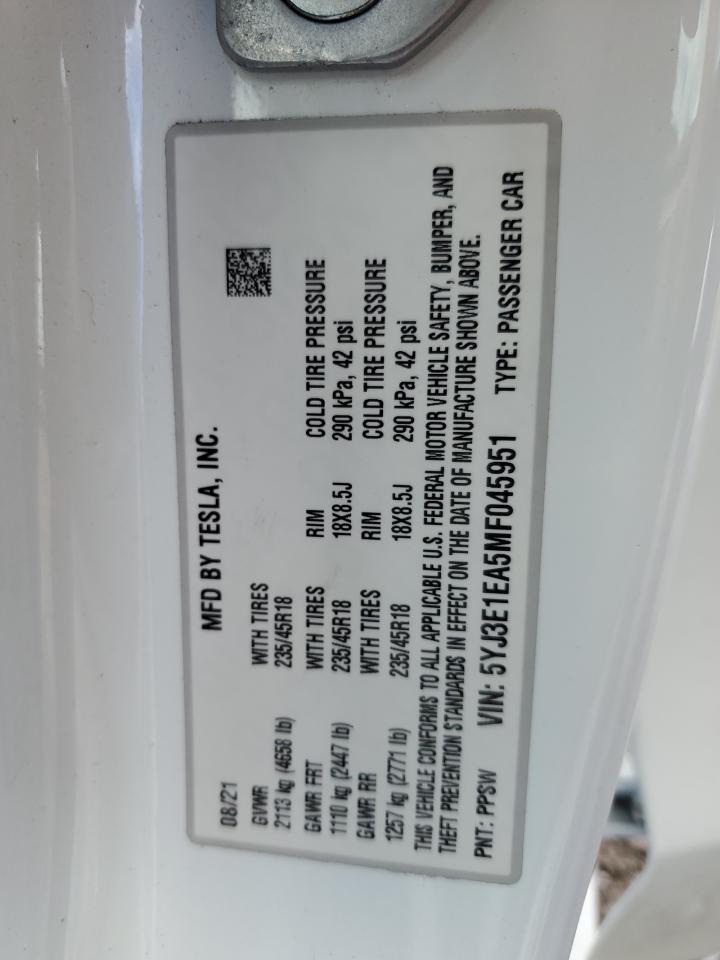 MFD BY TESLA, INC.
08/21
GVWR WITH TIRES
2113 kg (4658 lb) 235/45R18
GAWR FRT WITH TIRES RIM COLD TIRE PRESSURE
1110 kg (2447 lb) 235/45R18 18X8.5J 290 kPa, 42 psi
GAWR RR WITH TIRES RIM COLD TIRE PRESSURE
1257 kg (2771 lb) 235/45R18 18X8.5J 290 kPa, 42 psi
THIS VEHICLE CONFORMS TO ALL APPLICABLE U.S. FEDERAL MOTOR VEHICLE SAFETY, BUMPER, AND
THEFT PREVENTION STANDARDS IN EFFECT ON THE DATE OF MANUFACTURE SHOWN ABOVE.
PNT: PPSW VIN: 5YJ3E1EA5MF045951 TYPE: PASSENGER CAR